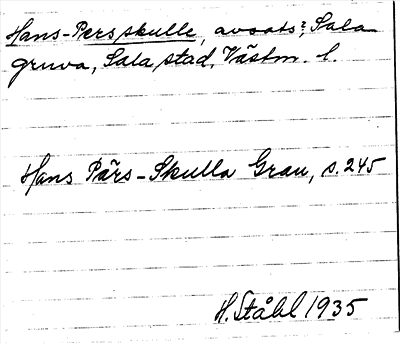 Hans-Persskulle, avsats?, Sala
gruva, Sala stad, Västm. l.
Hans Pärs-Skulla Grau, s. 245
H. Ståhl 1935